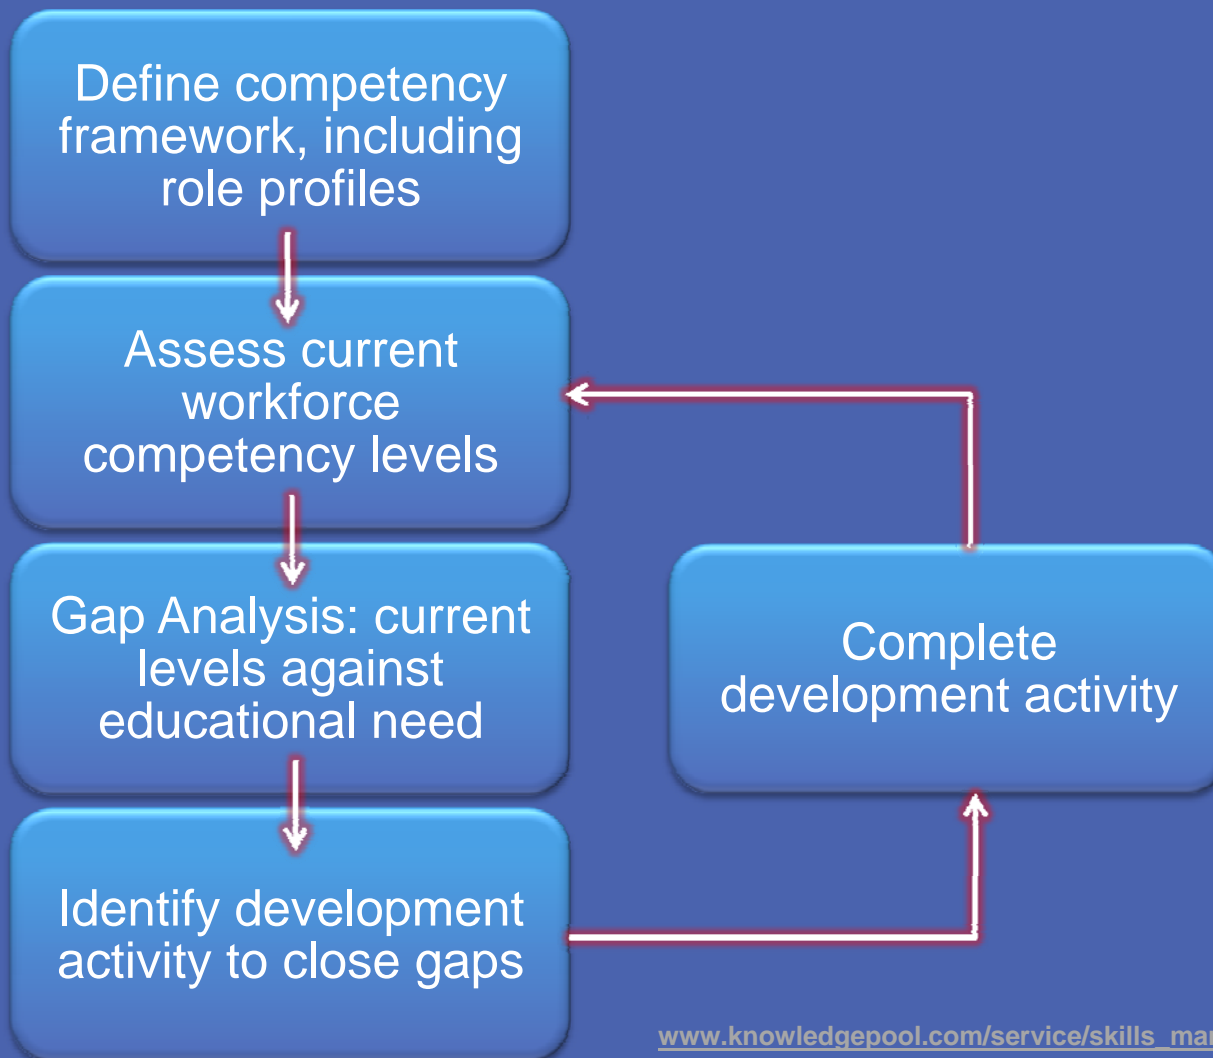 Define competency
framework, including
role profiles
Assess current
workforce
competency levels
Gap Analysis: current
levels against
educational need
Identify development
activity to close gaps
Complete
development activity
www.knowledgepool.com/service/skills_mar